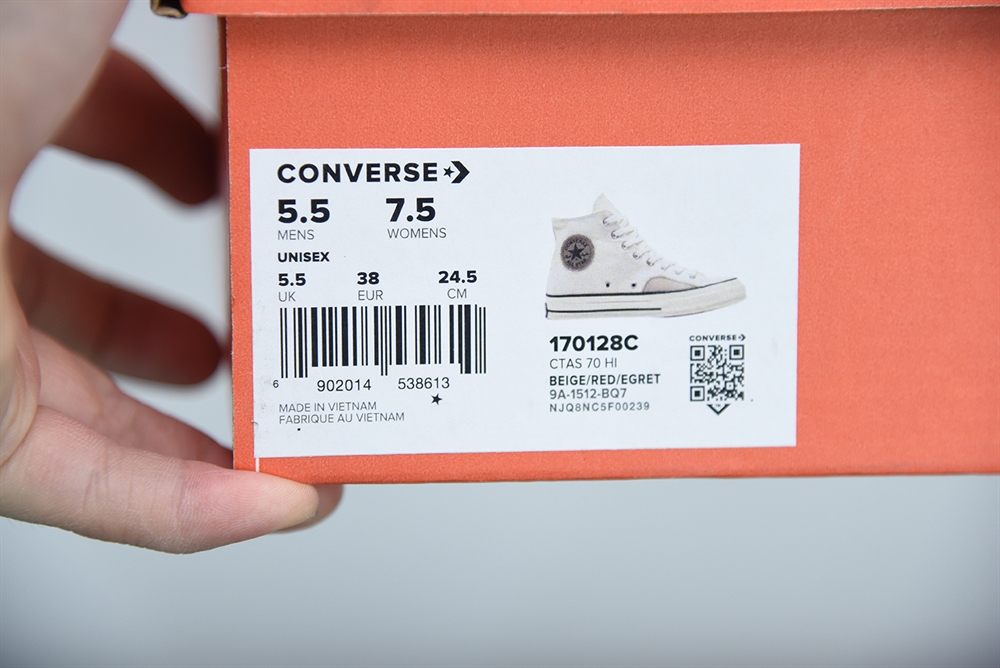 CONVERSE
5.5 7.5
MENS WOMENS
UNISEX
5.5 38 24.5
UK EUR CM
6 902014 538613
MADE IN VIETNAM
FABRIQUE AU VIETNAM
170128C
CTAS 70 HI
BEIGE/RED/EGRET
9A-1512-BQ7
NJQ8NC5F00239
CONVERSE